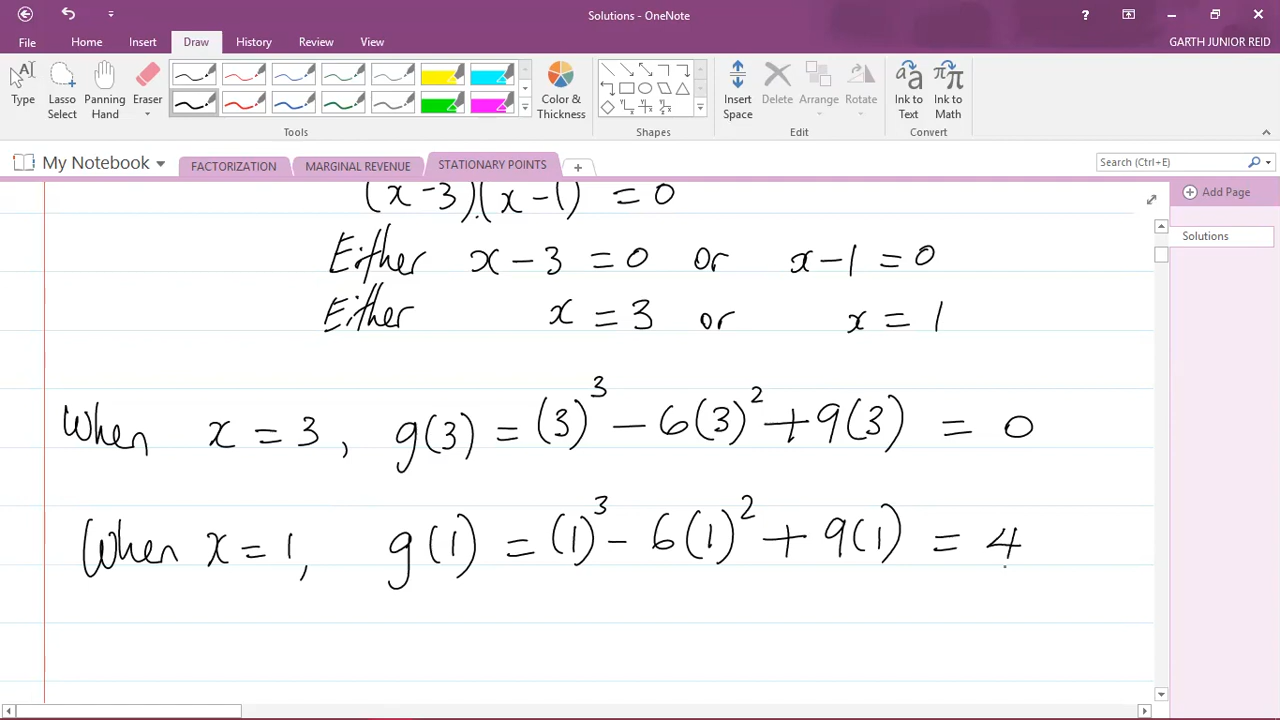 Solutions - OneNote
?
File Home Insert Draw History Review View
GARTH JUNIOR REID
Type Lasso Select Panning Hand Eraser Color & Thickness Insert Space Delete Arrange Rotate Ink to Text Ink to Math
Tools Shapes Edit Convert
My Notebook FACTORIZATION MARGINAL REVENUE STATIONARY POINTS + Search (Ctrl+E)
Add Page
Solutions
(x-3)(x-1) = 0
Either x-3 = 0 or x-1 = 0
Either x = 3 or x = 1
When x = 3, g(3) = (3)³ - 6(3)² + 9(3) = 0
When x = 1, g(1) = (1)³ - 6(1)² + 9(1) = 4